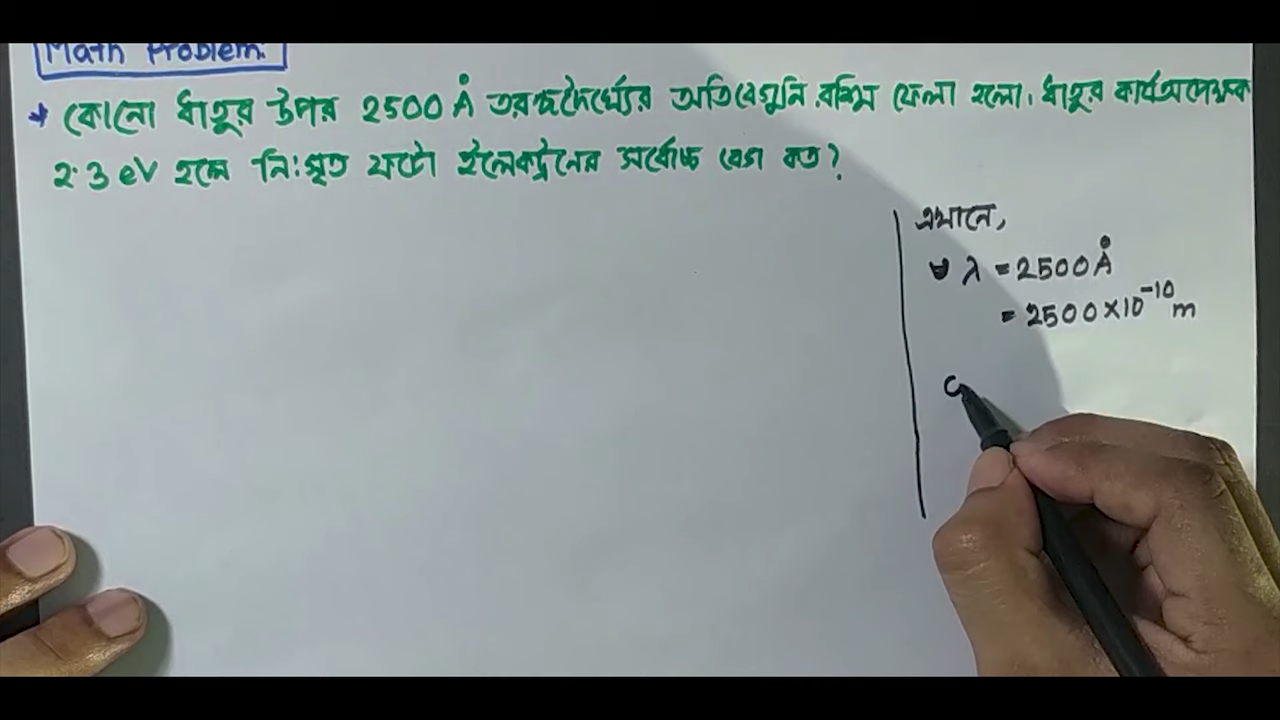 Math Problem.
→ কোনো ধাতুর উপর 2500 Å তরঙ্গদৈর্ঘ্যের অতিবেগুনি রশ্মি ফেলা হলো। ধাতুর কার্যঅপেক্ষক
2.3 eV হলে নিঃসৃত ফটো ইলেকট্রনের সর্বোচ্চ বেগ কত?
এখানে,
λ = 2500 Å
= 2500×10⁻¹⁰ m